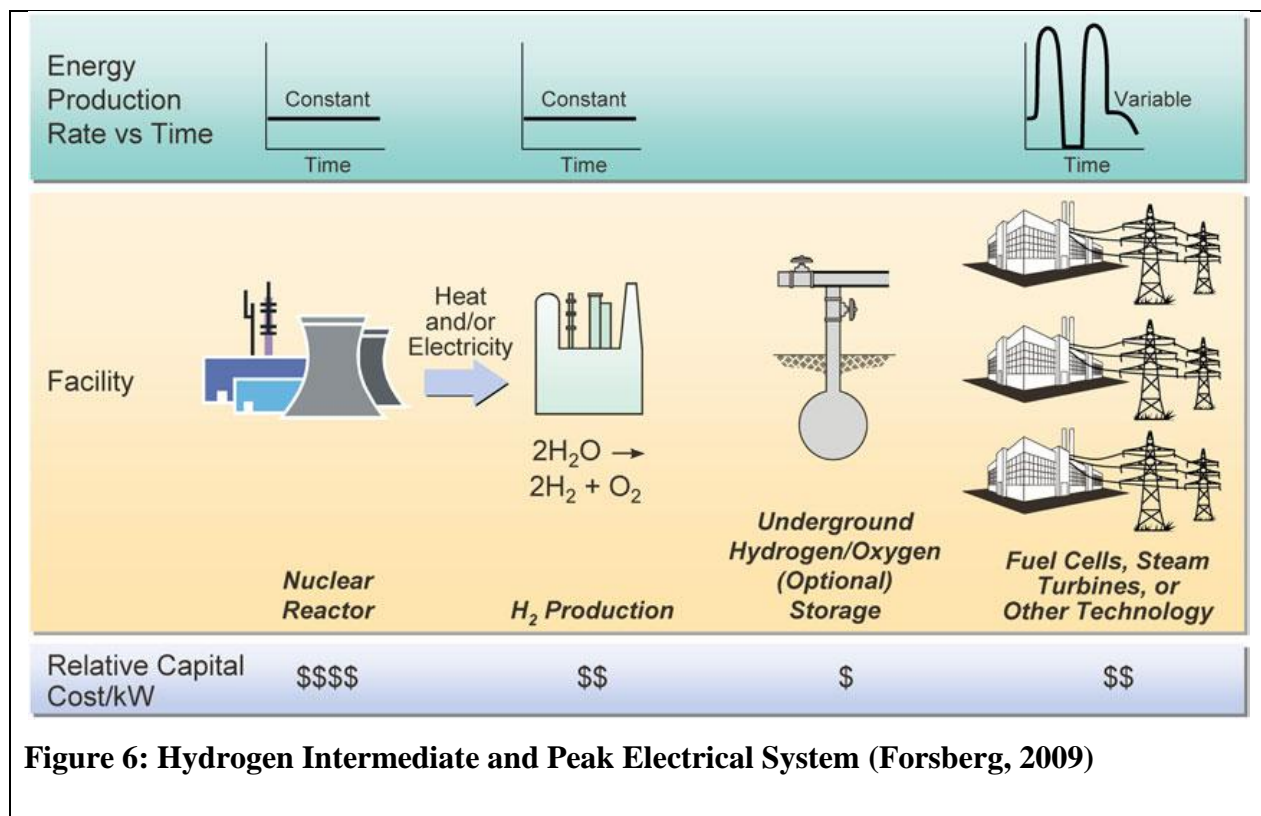 Energy
Production
Rate vs Time
Constant
Time
Constant
Time
Variable
Time
Facility
Heat
and/or
Electricity
2H₂O →
2H₂ + O₂
Nuclear
Reactor
H₂ Production
Underground
Hydrogen/Oxygen
(Optional)
Storage
Fuel Cells, Steam
Turbines, or
Other Technology
Relative Capital
Cost/kW
$$$$
$$
$
$$
Figure 6: Hydrogen Intermediate and Peak Electrical System (Forsberg, 2009)